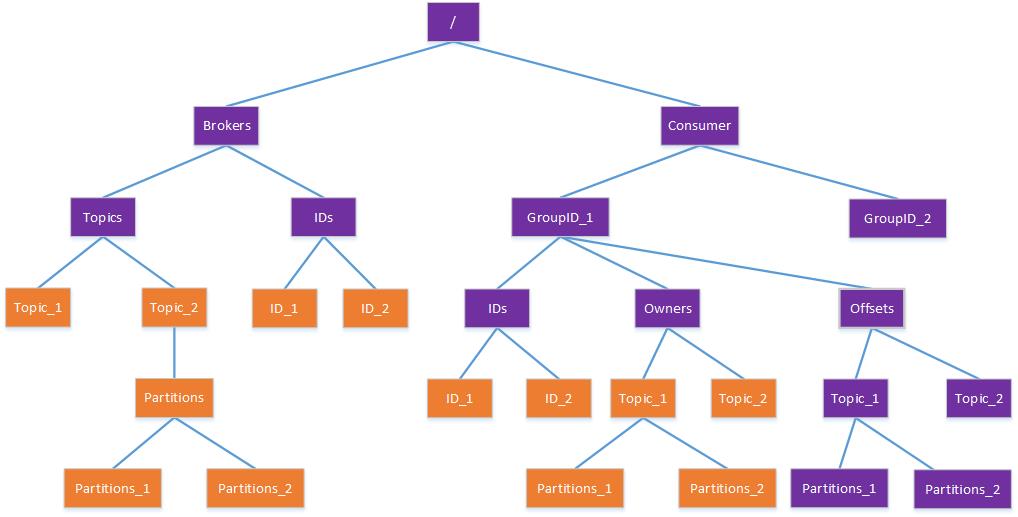 /
Brokers
Consumer
Topics
IDs
GroupID_1
GroupID_2
Topic_1
Topic_2
ID_1
ID_2
IDs
Owners
Offsets
Partitions
ID_1
ID_2
Topic_1
Topic_2
Topic_1
Topic_2
Partitions_1
Partitions_2
Partitions_1
Partitions_2
Partitions_1
Partitions_2